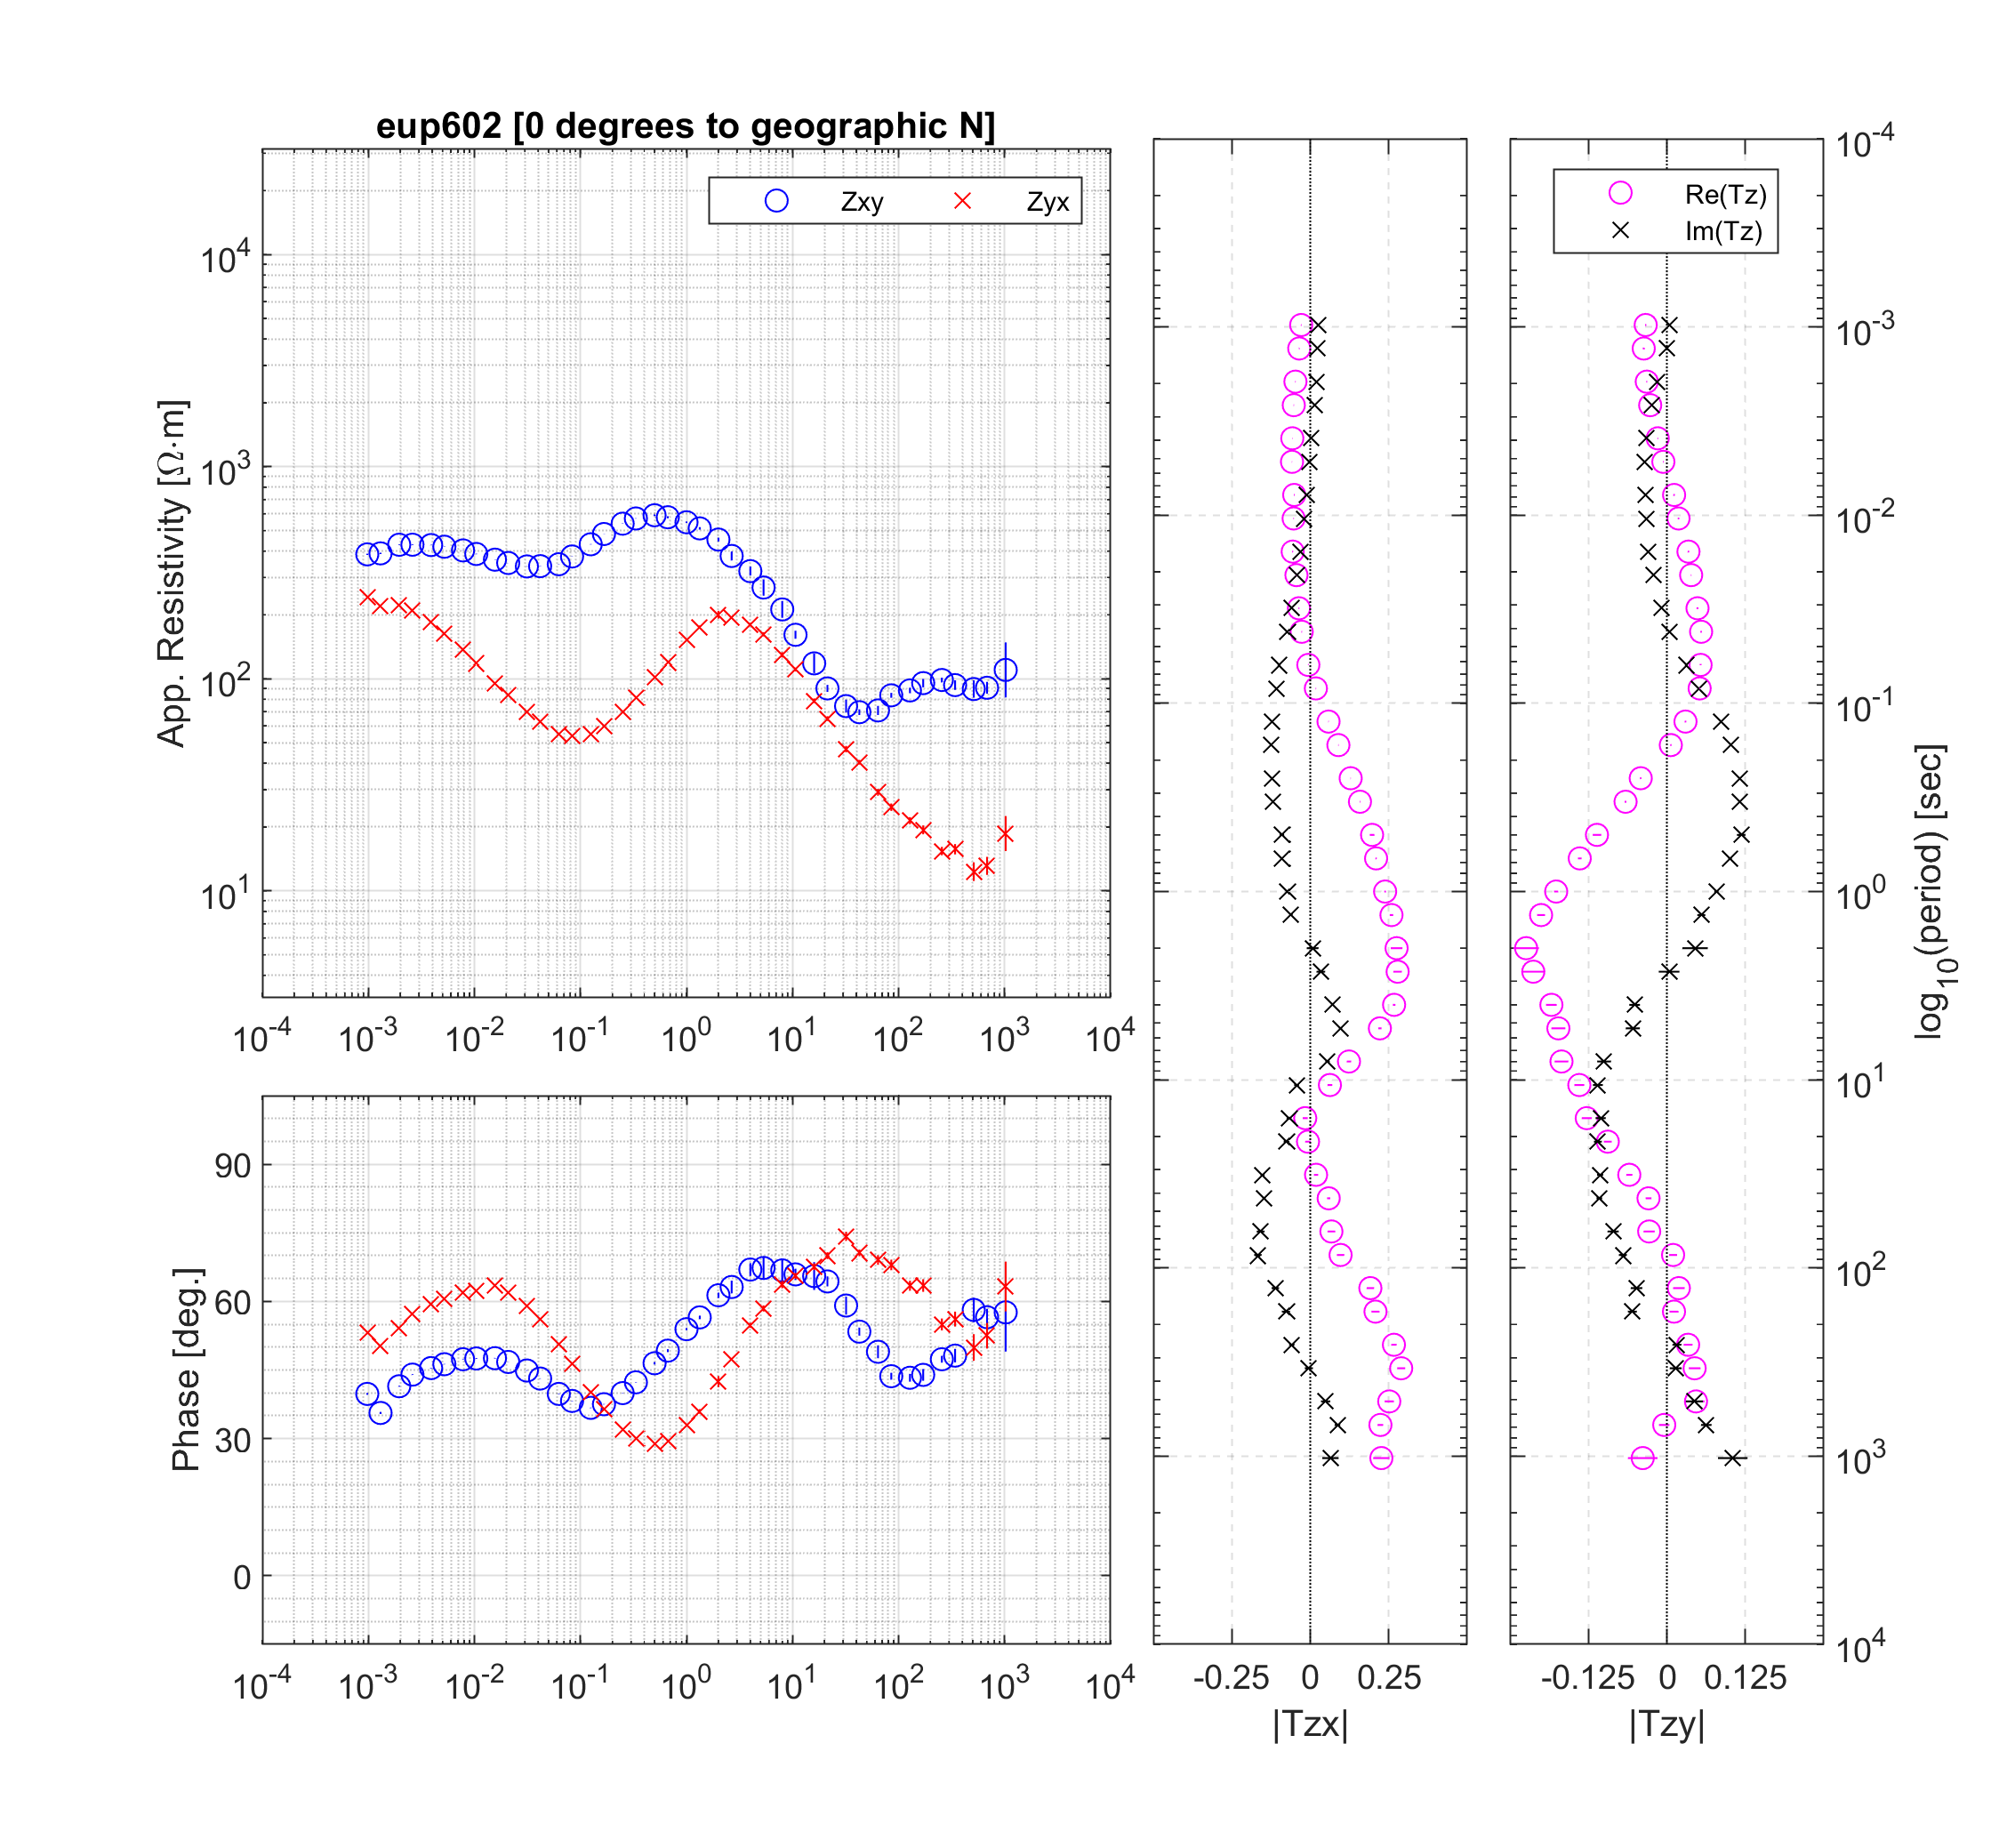 eup602 [0 degrees to geographic N]
Zxy Zyx
App. Resistivity [Ω·m]
10^4
10^3
10^2
10^1
10^-4 10^-3 10^-2 10^-1 10^0 10^1 10^2 10^3 10^4
Phase [deg.]
90
60
30
0
10^-4 10^-3 10^-2 10^-1 10^0 10^1 10^2 10^3 10^4
-0.25 0 0.25
|Tzx|
Re(Tz)
Im(Tz)
-0.125 0 0.125
|Tzy|
10^-4
10^-3
10^-2
10^-1
10^0
10^1
10^2
10^3
10^4
log_10(period) [sec]